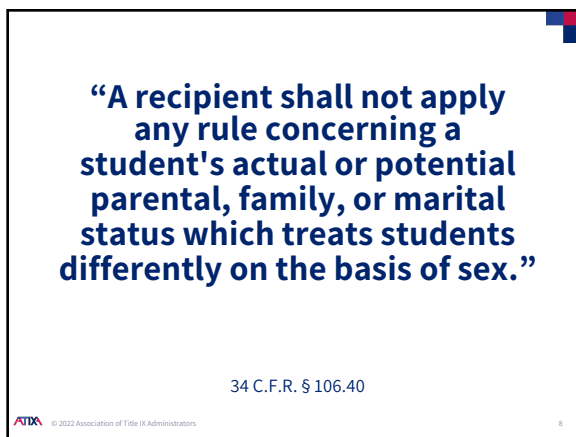 “A recipient shall not apply
any rule concerning a
student's actual or potential
parental, family, or marital
status which treats students
differently on the basis of sex.”
34 C.F.R. § 106.40
ATIXA © 2022 Association of Title IX Administrators
8